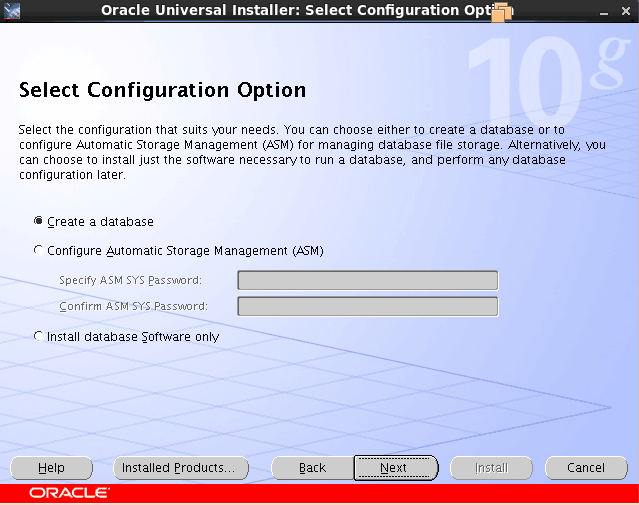 Oracle Universal Installer: Select Configuration Opti
10g
Select Configuration Option
Select the configuration that suits your needs. You can choose either to create a database or to
configure Automatic Storage Management (ASM) for managing database file storage. Alternatively, you
can choose to install just the software necessary to run a database, and perform any database
configuration later.
Create a database
Configure Automatic Storage Management (ASM)
Specify ASM SYS Password:
Confirm ASM SYS Password:
Install database Software only
Help Installed Products... Back Next Install Cancel
ORACLE